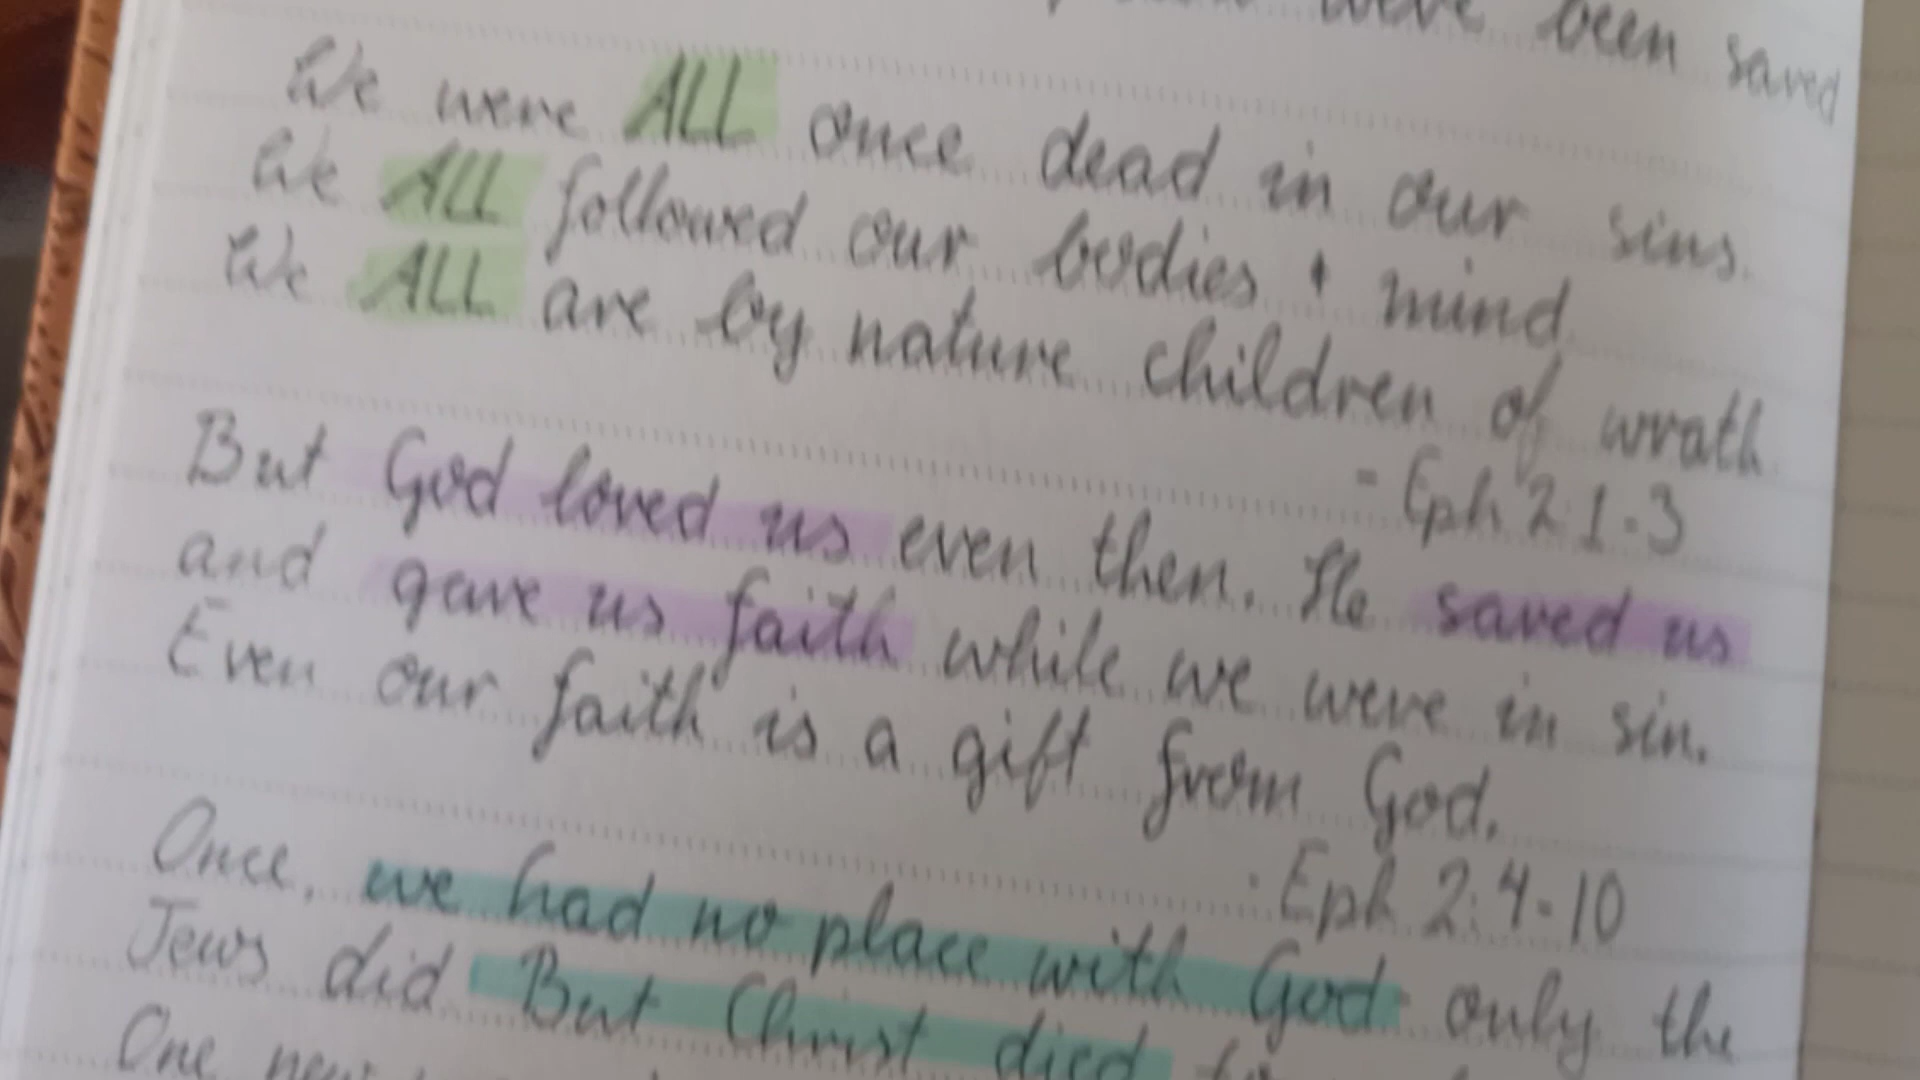 were been saved
We were ALL once dead in our sins.
We ALL followed our bodies + mind
We ALL are by nature children of wrath
- Eph 2:1-3
But God loved us even then. He saved us
and gave us faith while we were in sin.
Even our faith is a gift from God.
: Eph 2:4-10
Once, we had no place with God only the
Jews did But Christ died
One new